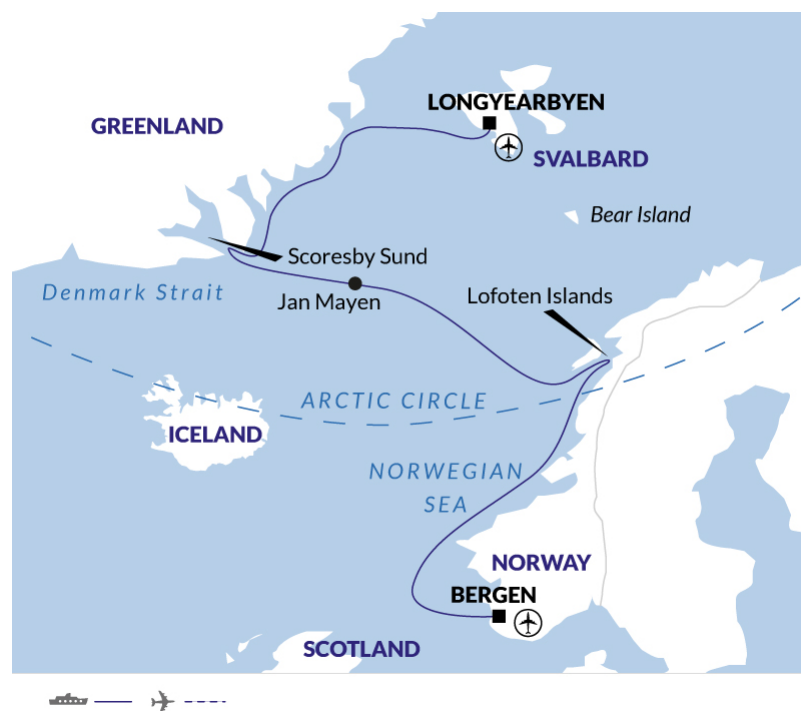 LONGYEARBYEN
GREENLAND
SVALBARD
Bear Island
Scoresby Sund
Denmark Strait
Jan Mayen
Lofoten Islands
ARCTIC CIRCLE
ICELAND
NORWEGIAN
SEA
NORWAY
BERGEN
SCOTLAND